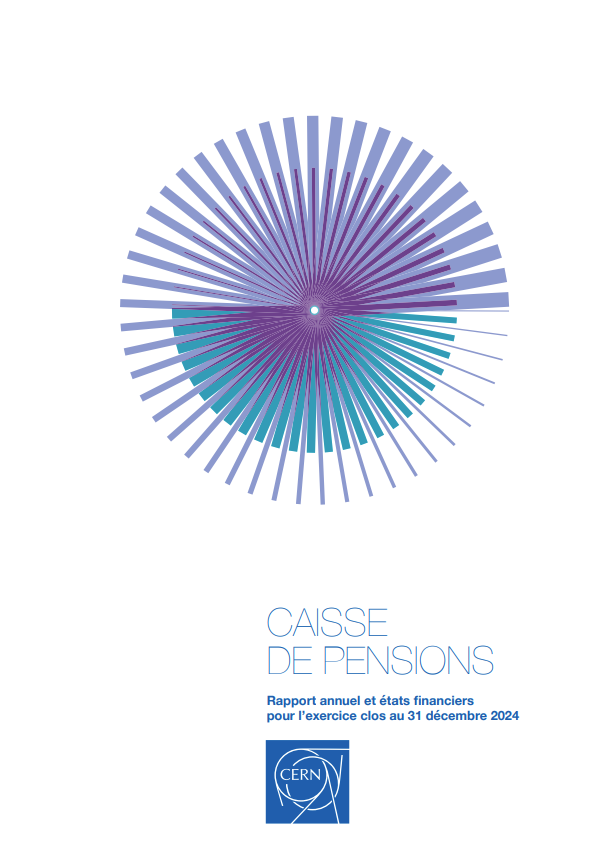 CAISSE
DE PENSIONS
Rapport annuel et états financiers
pour l’exercice clos au 31 décembre 2024
CERN